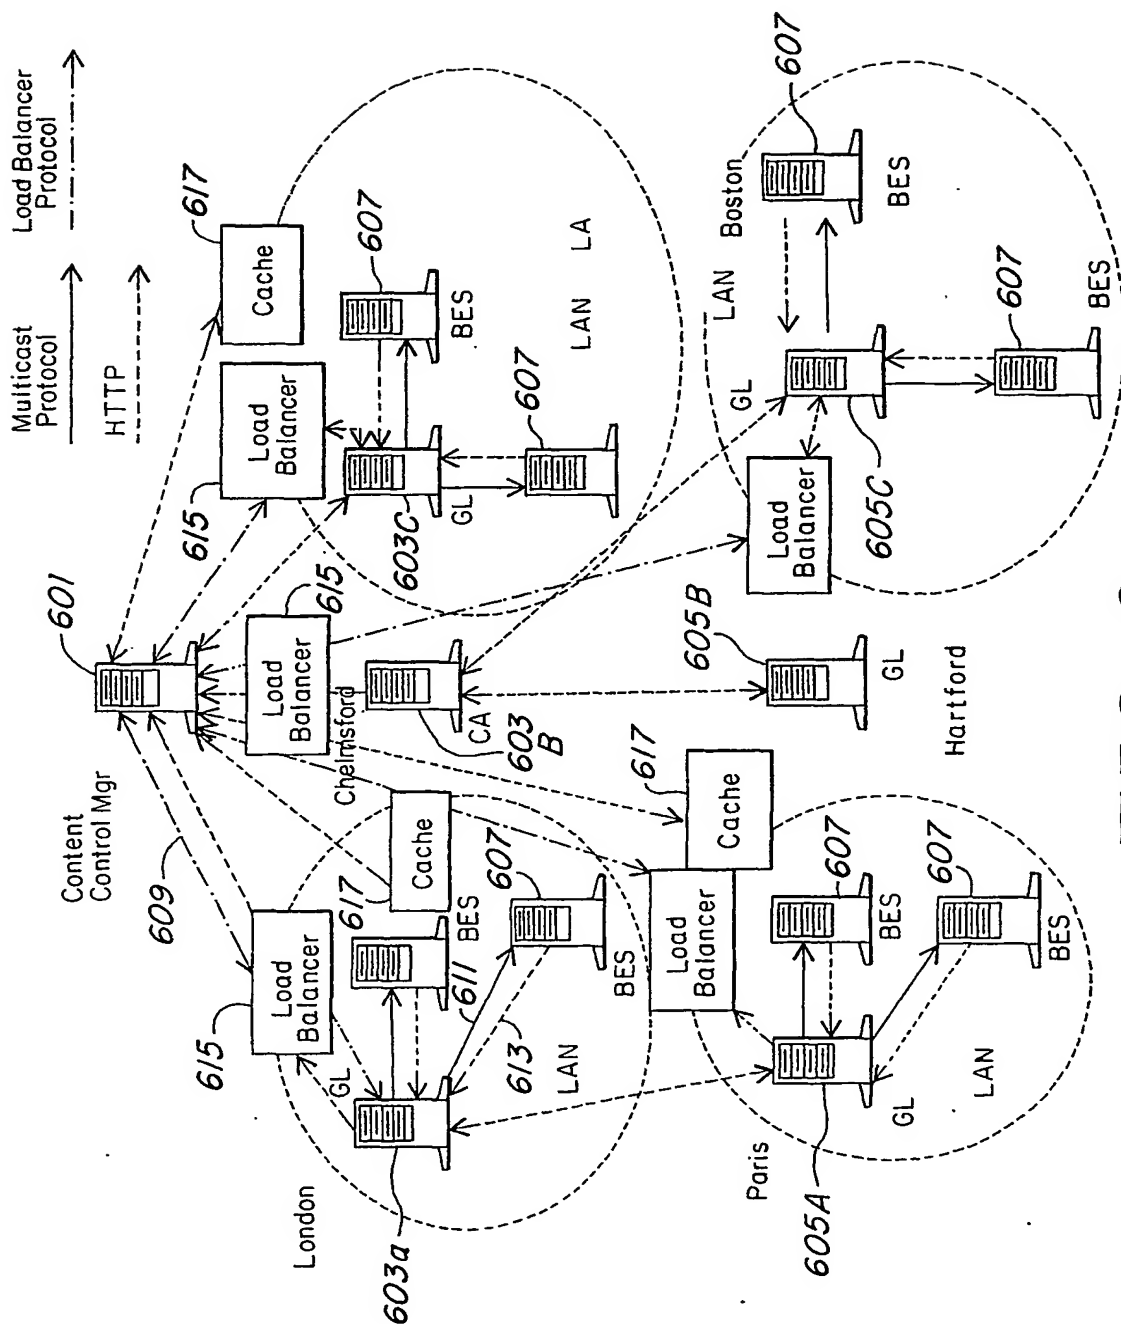 Multicast
Protocol
HTTP
Load Balancer
Protocol
Content
Control Mgr
601
609
615
Load
Balancer
London
GL
603a
617
Cache
BES
607
BES
611
613
LAN
Chelmsford
Load
Balancer
615
CA
603
B
615
Load
Balancer
617
Cache
607
BES
603C
GL
607
LAN
LA
Paris
605A
GL
LAN
Load
Balancer
Cache
617
607
BES
607
BES
Hartford
605B
GL
Load
Balancer
605C
GL
LAN
Boston
607
BES
607
BES